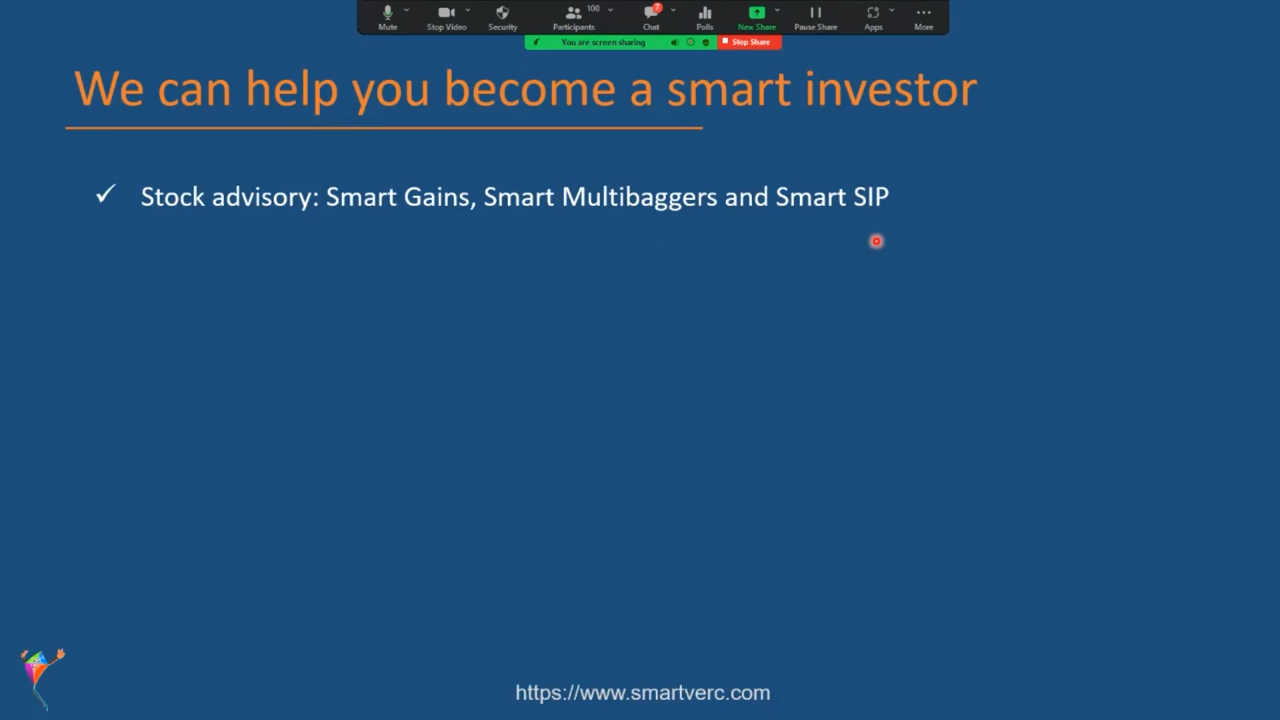 Mute
Stop Video
Security
100
Participants
7
Chat
Polls
New Share
Pause Share
Apps
More
You are screen sharing
Stop Share
We can help you become a smart investor
✓ Stock advisory: Smart Gains, Smart Multibaggers and Smart SIP
https://www.smartverc.com